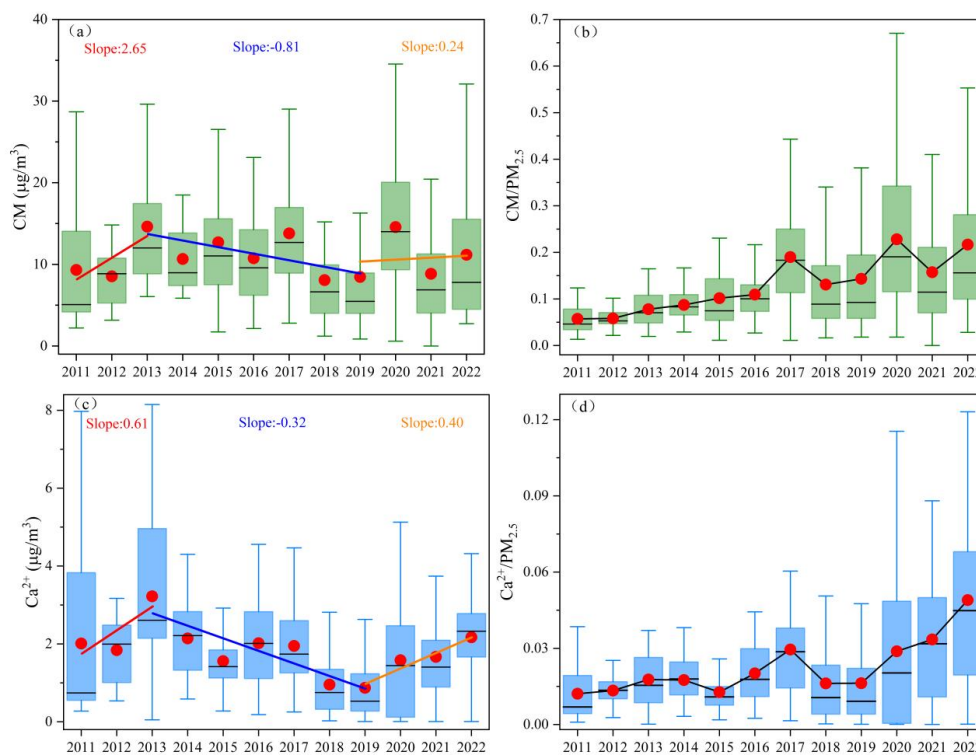 (a)
Slope:2.65 Slope:-0.81 Slope:0.24
CM (μg/m³)
40
30
20
10
0
2011 2012 2013 2014 2015 2016 2017 2018 2019 2020 2021 2022
(b)
CM/PM2.5
0.7
0.6
0.5
0.4
0.3
0.2
0.1
0.0
2011 2012 2013 2014 2015 2016 2017 2018 2019 2020 2021 2022
(c)
Slope:0.61 Slope:-0.32 Slope:0.40
Ca²⁺ (μg/m³)
8
6
4
2
0
2011 2012 2013 2014 2015 2016 2017 2018 2019 2020 2021 2022
(d)
Ca²⁺/PM2.5
0.12
0.09
0.06
0.03
0.00
2011 2012 2013 2014 2015 2016 2017 2018 2019 2020 2021 202